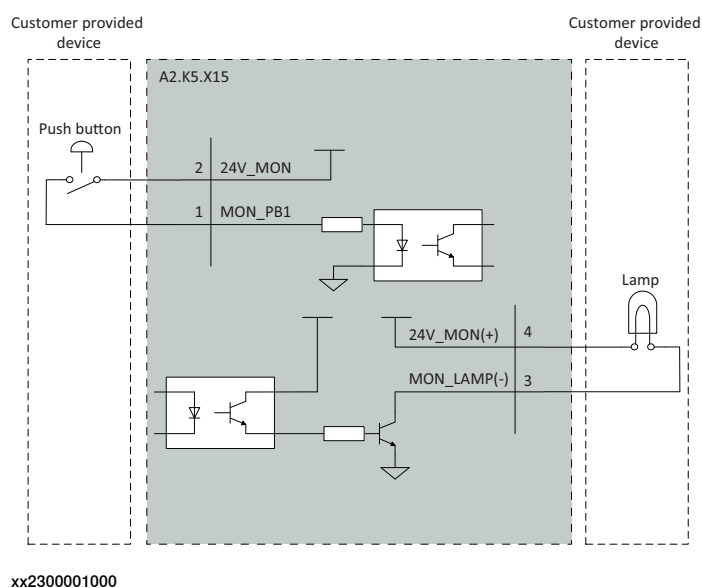 Customer provided
device
Customer provided
device
A2.K5.X15
Push button
2 24V_MON
1 MON_PB1
Lamp
24V_MON(+) 4
MON_LAMP(-) 3
xx2300001000